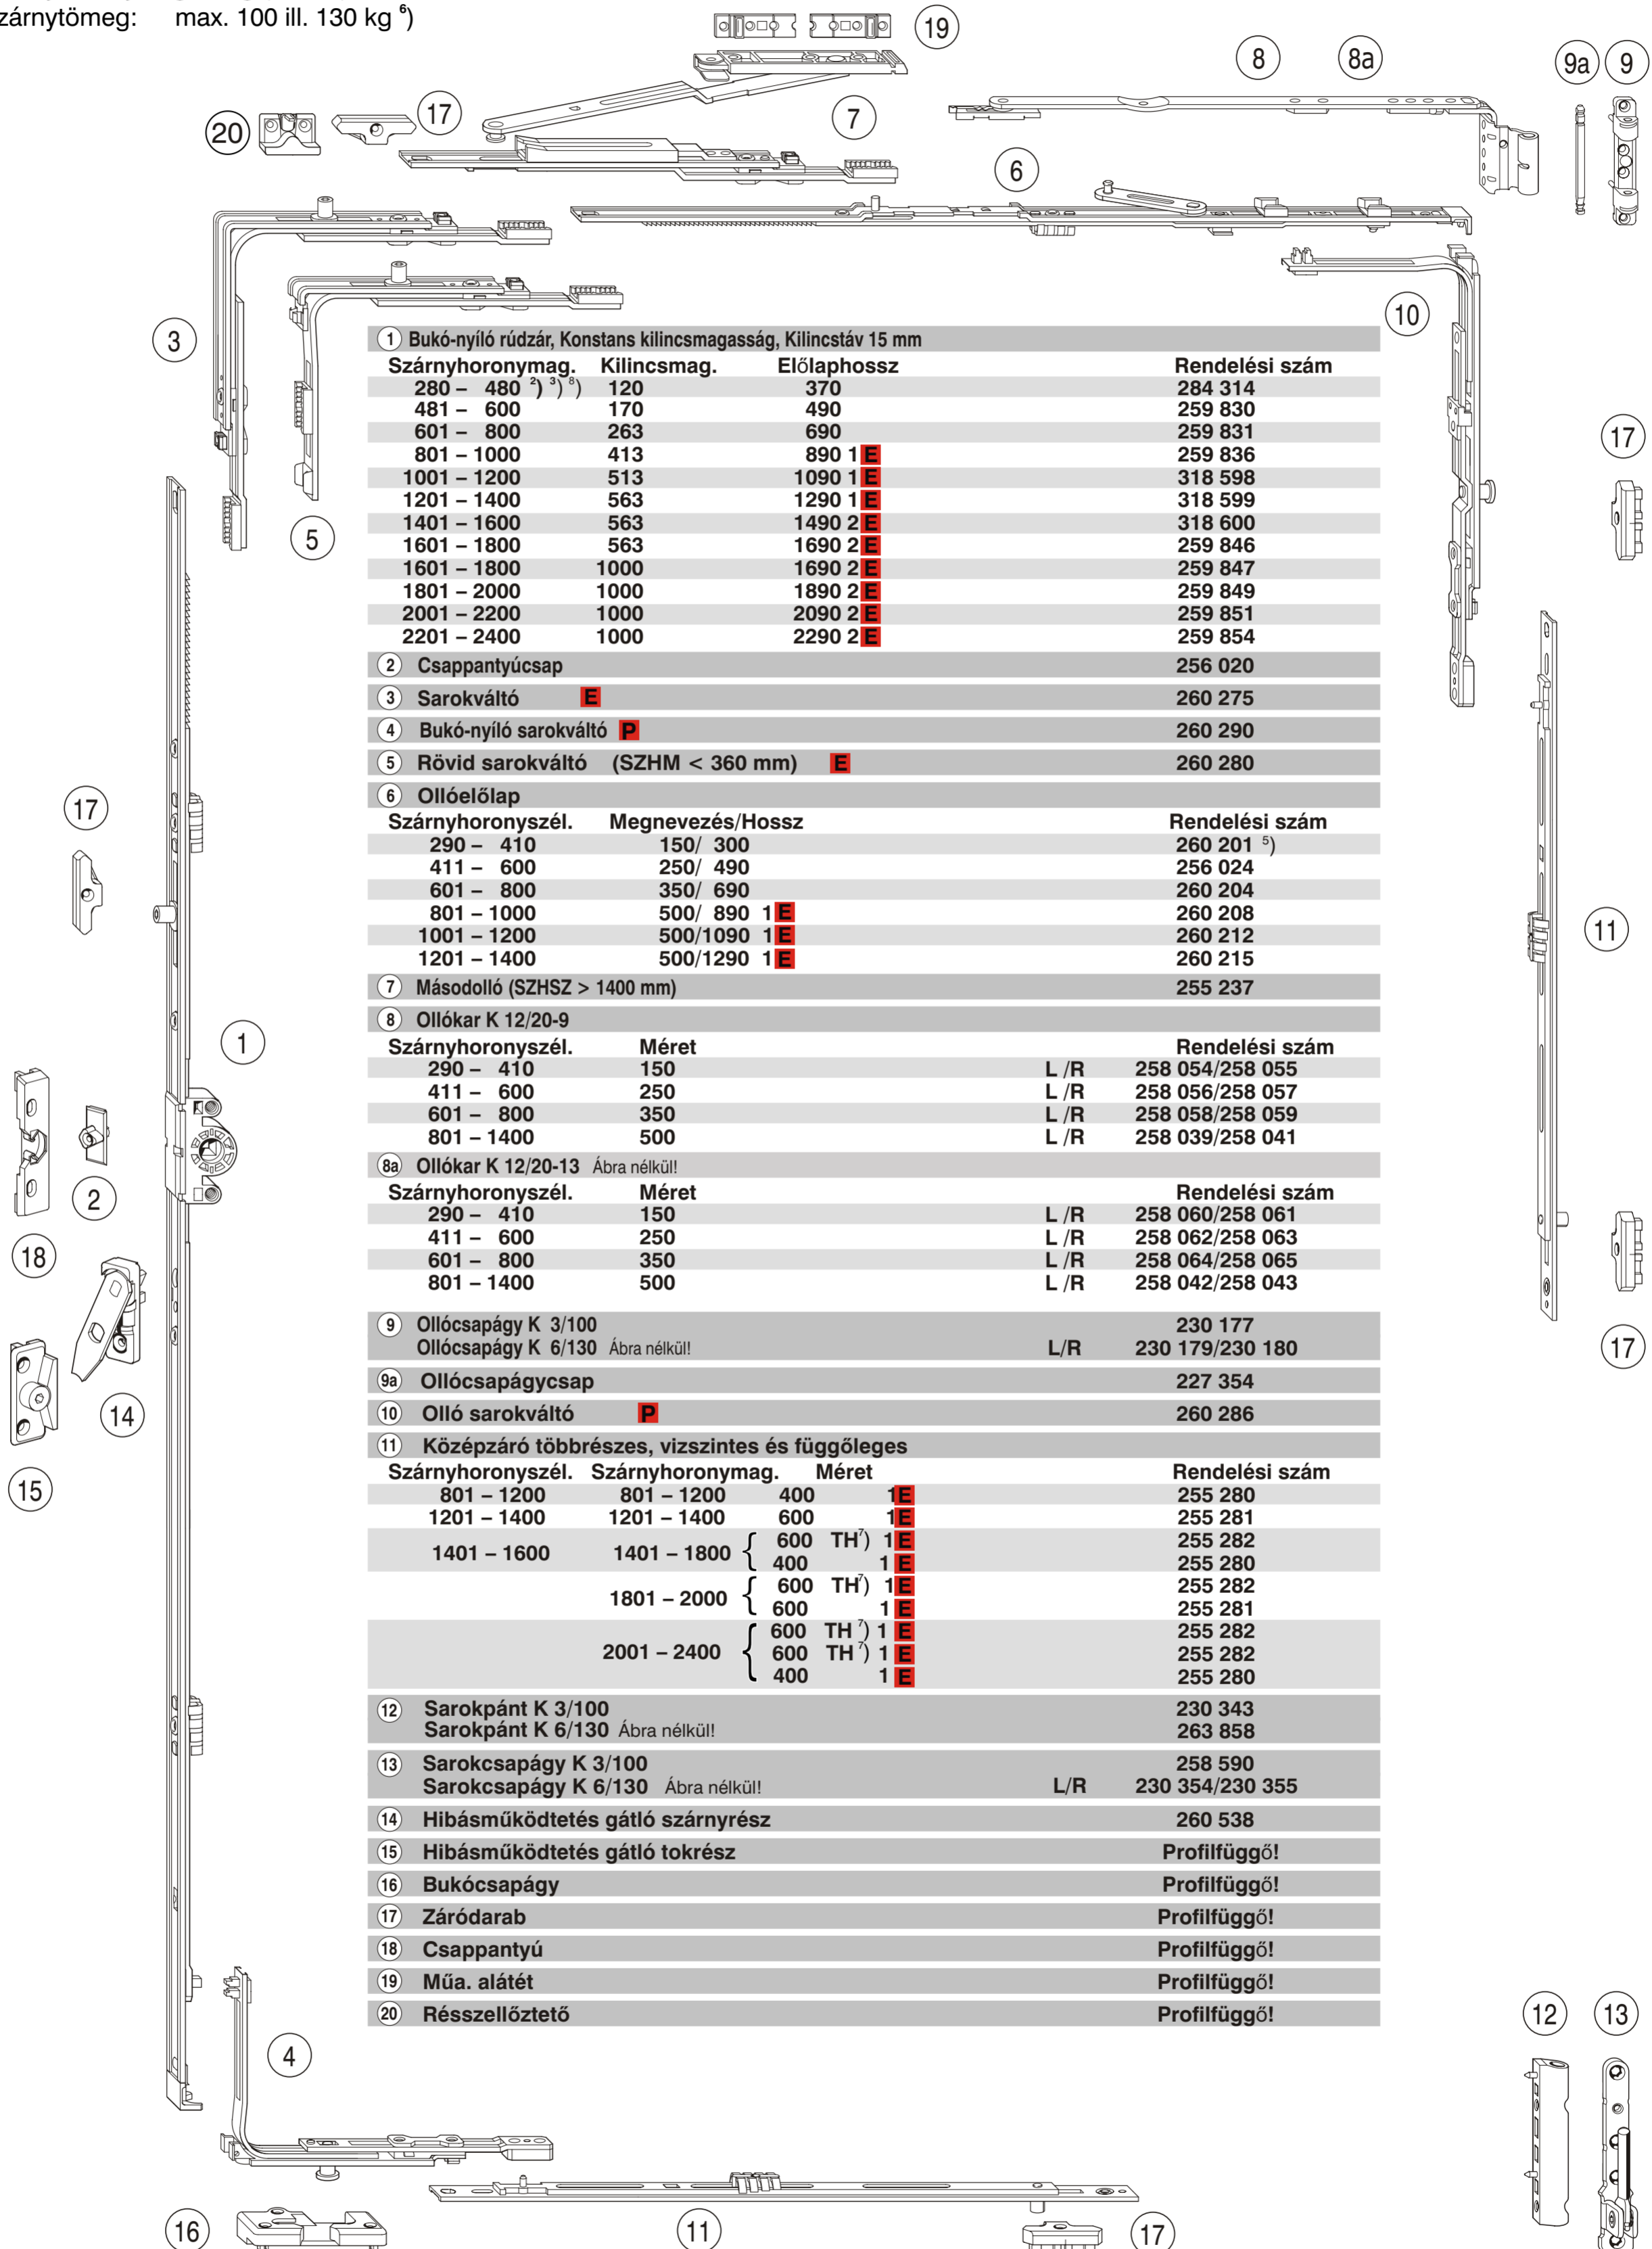 zárnytömeg: max. 100 ill. 130 kg ⁶)
19
8
8a
9a
9
20
17
7
6
3
10
5
17
1 Bukó-nyíló rúdzár, Konstans kilincsmagasság, Kilincstáv 15 mm
Szárnyhoronymag. Kilincsmag. Előlaphossz Rendelési szám
280 – 480 ²) ³) ⁸) 120 370 284 314
481 – 600 170 490 259 830
601 – 800 263 690 259 831
801 – 1000 413 890 1 E 259 836
1001 – 1200 513 1090 1 E 318 598
1201 – 1400 563 1290 1 E 318 599
1401 – 1600 563 1490 2 E 318 600
1601 – 1800 563 1690 2 E 259 846
1601 – 1800 1000 1690 2 E 259 847
1801 – 2000 1000 1890 2 E 259 849
2001 – 2200 1000 2090 2 E 259 851
2201 – 2400 1000 2290 2 E 259 854
2 Csappantyúcsap 256 020
3 Sarokváltó E 260 275
4 Bukó-nyíló sarokváltó P 260 290
5 Rövid sarokváltó (SZHM < 360 mm) E 260 280
6 Ollóelőlap
Szárnyhoronyszél. Megnevezés/Hossz Rendelési szám
290 – 410 150/ 300 260 201 ⁵)
411 – 600 250/ 490 256 024
601 – 800 350/ 690 260 204
801 – 1000 500/ 890 1 E 260 208
1001 – 1200 500/1090 1 E 260 212
1201 – 1400 500/1290 1 E 260 215
7 Másodolló (SZHSZ > 1400 mm) 255 237
8 Ollókar K 12/20-9
Szárnyhoronyszél. Méret Rendelési szám
290 – 410 150 L /R 258 054/258 055
411 – 600 250 L /R 258 056/258 057
601 – 800 350 L /R 258 058/258 059
801 – 1400 500 L /R 258 039/258 041
8a Ollókar K 12/20-13 Ábra nélkül!
Szárnyhoronyszél. Méret Rendelési szám
290 – 410 150 L /R 258 060/258 061
411 – 600 250 L /R 258 062/258 063
601 – 800 350 L /R 258 064/258 065
801 – 1400 500 L /R 258 042/258 043
9 Ollócsapágy K 3/100 230 177
Ollócsapágy K 6/130 Ábra nélkül! L/R 230 179/230 180
9a Ollócsapágycsap 227 354
10 Olló sarokváltó P 260 286
11 Középzáró többrészes, vizszintes és függőleges
Szárnyhoronyszél. Szárnyhoronymag. Méret Rendelési szám
801 – 1200 801 – 1200 400 1 E 255 280
1201 – 1400 1201 – 1400 600 1 E 255 281
1401 – 1600 1401 – 1800 { 600 TH⁷) 1 E 255 282
400 1 E 255 280
1801 – 2000 { 600 TH⁷) 1 E 255 282
600 1 E 255 281
600 TH ⁷) 1 E 255 282
2001 – 2400 { 600 TH ⁷) 1 E 255 282
400 1 E 255 280
12 Sarokpánt K 3/100 230 343
Sarokpánt K 6/130 Ábra nélkül! 263 858
13 Sarokcsapágy K 3/100 258 590
Sarokcsapágy K 6/130 Ábra nélkül! L/R 230 354/230 355
14 Hibásműködtetés gátló szárnyrész 260 538
15 Hibásműködtetés gátló tokrész Profilfüggő!
16 Bukócsapágy Profilfüggő!
17 Záródarab Profilfüggő!
18 Csappantyú Profilfüggő!
19 Műa. alátét Profilfüggő!
20 Résszellőztető Profilfüggő!
17
11
1
2
18
14
15
17
12
13
4
16
11
17